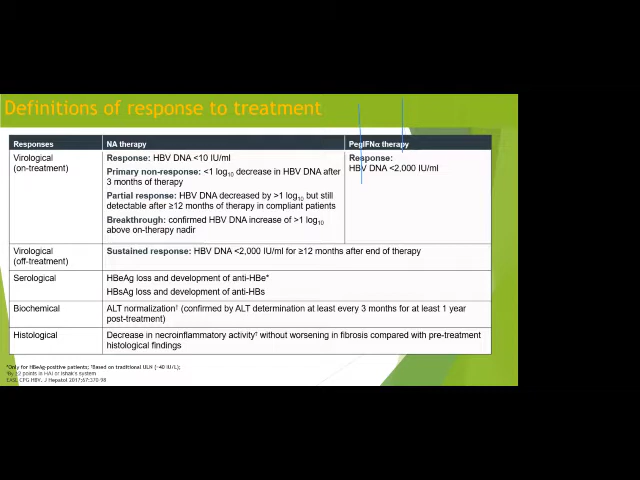 Definitions of response to treatment
Responses NA therapy PegIFNα therapy
Virological
(on-treatment)
Response: HBV DNA <10 IU/ml
Primary non-response: <1 log10 decrease in HBV DNA after
3 months of therapy
Partial response: HBV DNA decreased by >1 log10 but still
detectable after ≥12 months of therapy in compliant patients
Breakthrough: confirmed HBV DNA increase of >1 log10
above on-therapy nadir
Response:
HBV DNA <2,000 IU/ml
Virological
(off-treatment)
Sustained response: HBV DNA <2,000 IU/ml for ≥12 months after end of therapy
Serological
HBeAg loss and development of anti-HBe*
HBsAg loss and development of anti-HBs
Biochemical
ALT normalization† (confirmed by ALT determination at least every 3 months for at least 1 year
post-treatment)
Histological
Decrease in necroinflammatory activity† without worsening in fibrosis compared with pre-treatment
histological findings
*Only for HBeAg-positive patients; †Based on traditional ULN (~40 IU/L);
≥2 points in HAI or Ishak's system
EASL CPG HBV, J Hepatol 2017;67:370-98